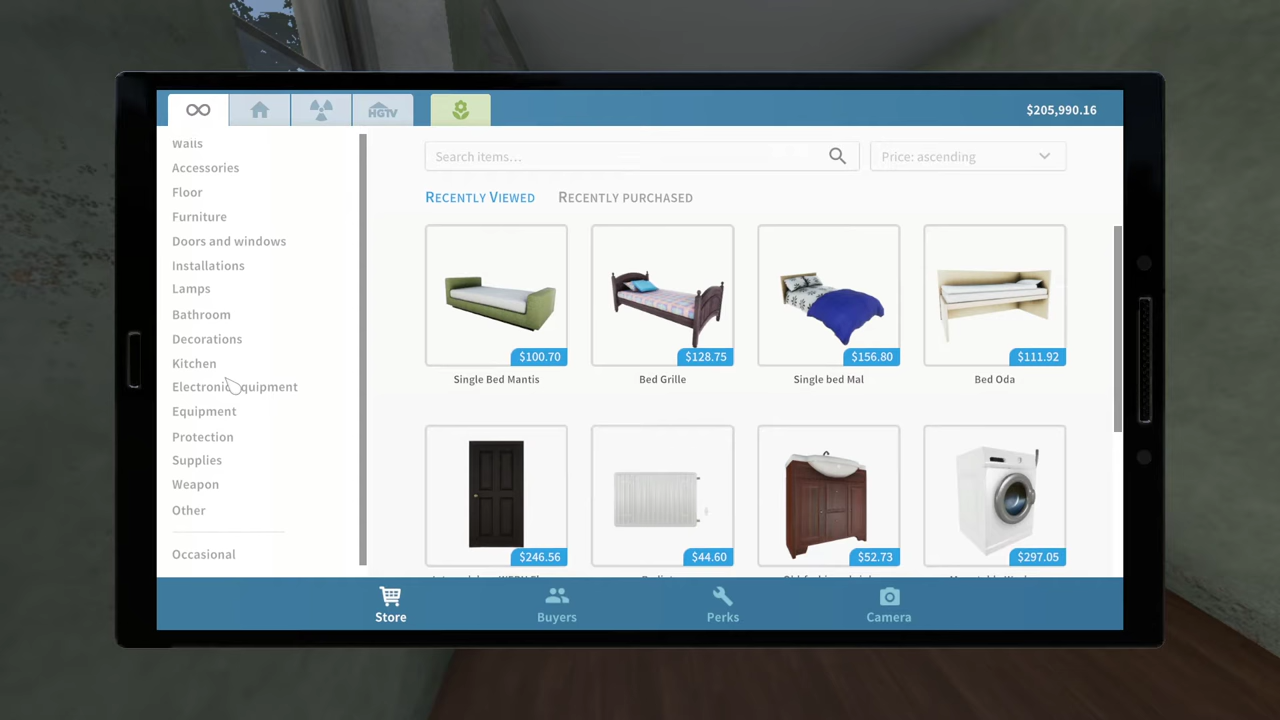 HGTV
$205,990.16
Walls
Accessories
Floor
Furniture
Doors and windows
Installations
Lamps
Bathroom
Decorations
Kitchen
Electronic equipment
Equipment
Protection
Supplies
Weapon
Other
Occasional
Search items...
Price: ascending
RECENTLY VIEWED
RECENTLY PURCHASED
$100.70
$128.75
$156.80
$111.92
Single Bed Mantis
Bed Grille
Single bed Mal
Bed Oda
$246.56
$44.60
$52.73
$297.05
Store
Buyers
Perks
Camera